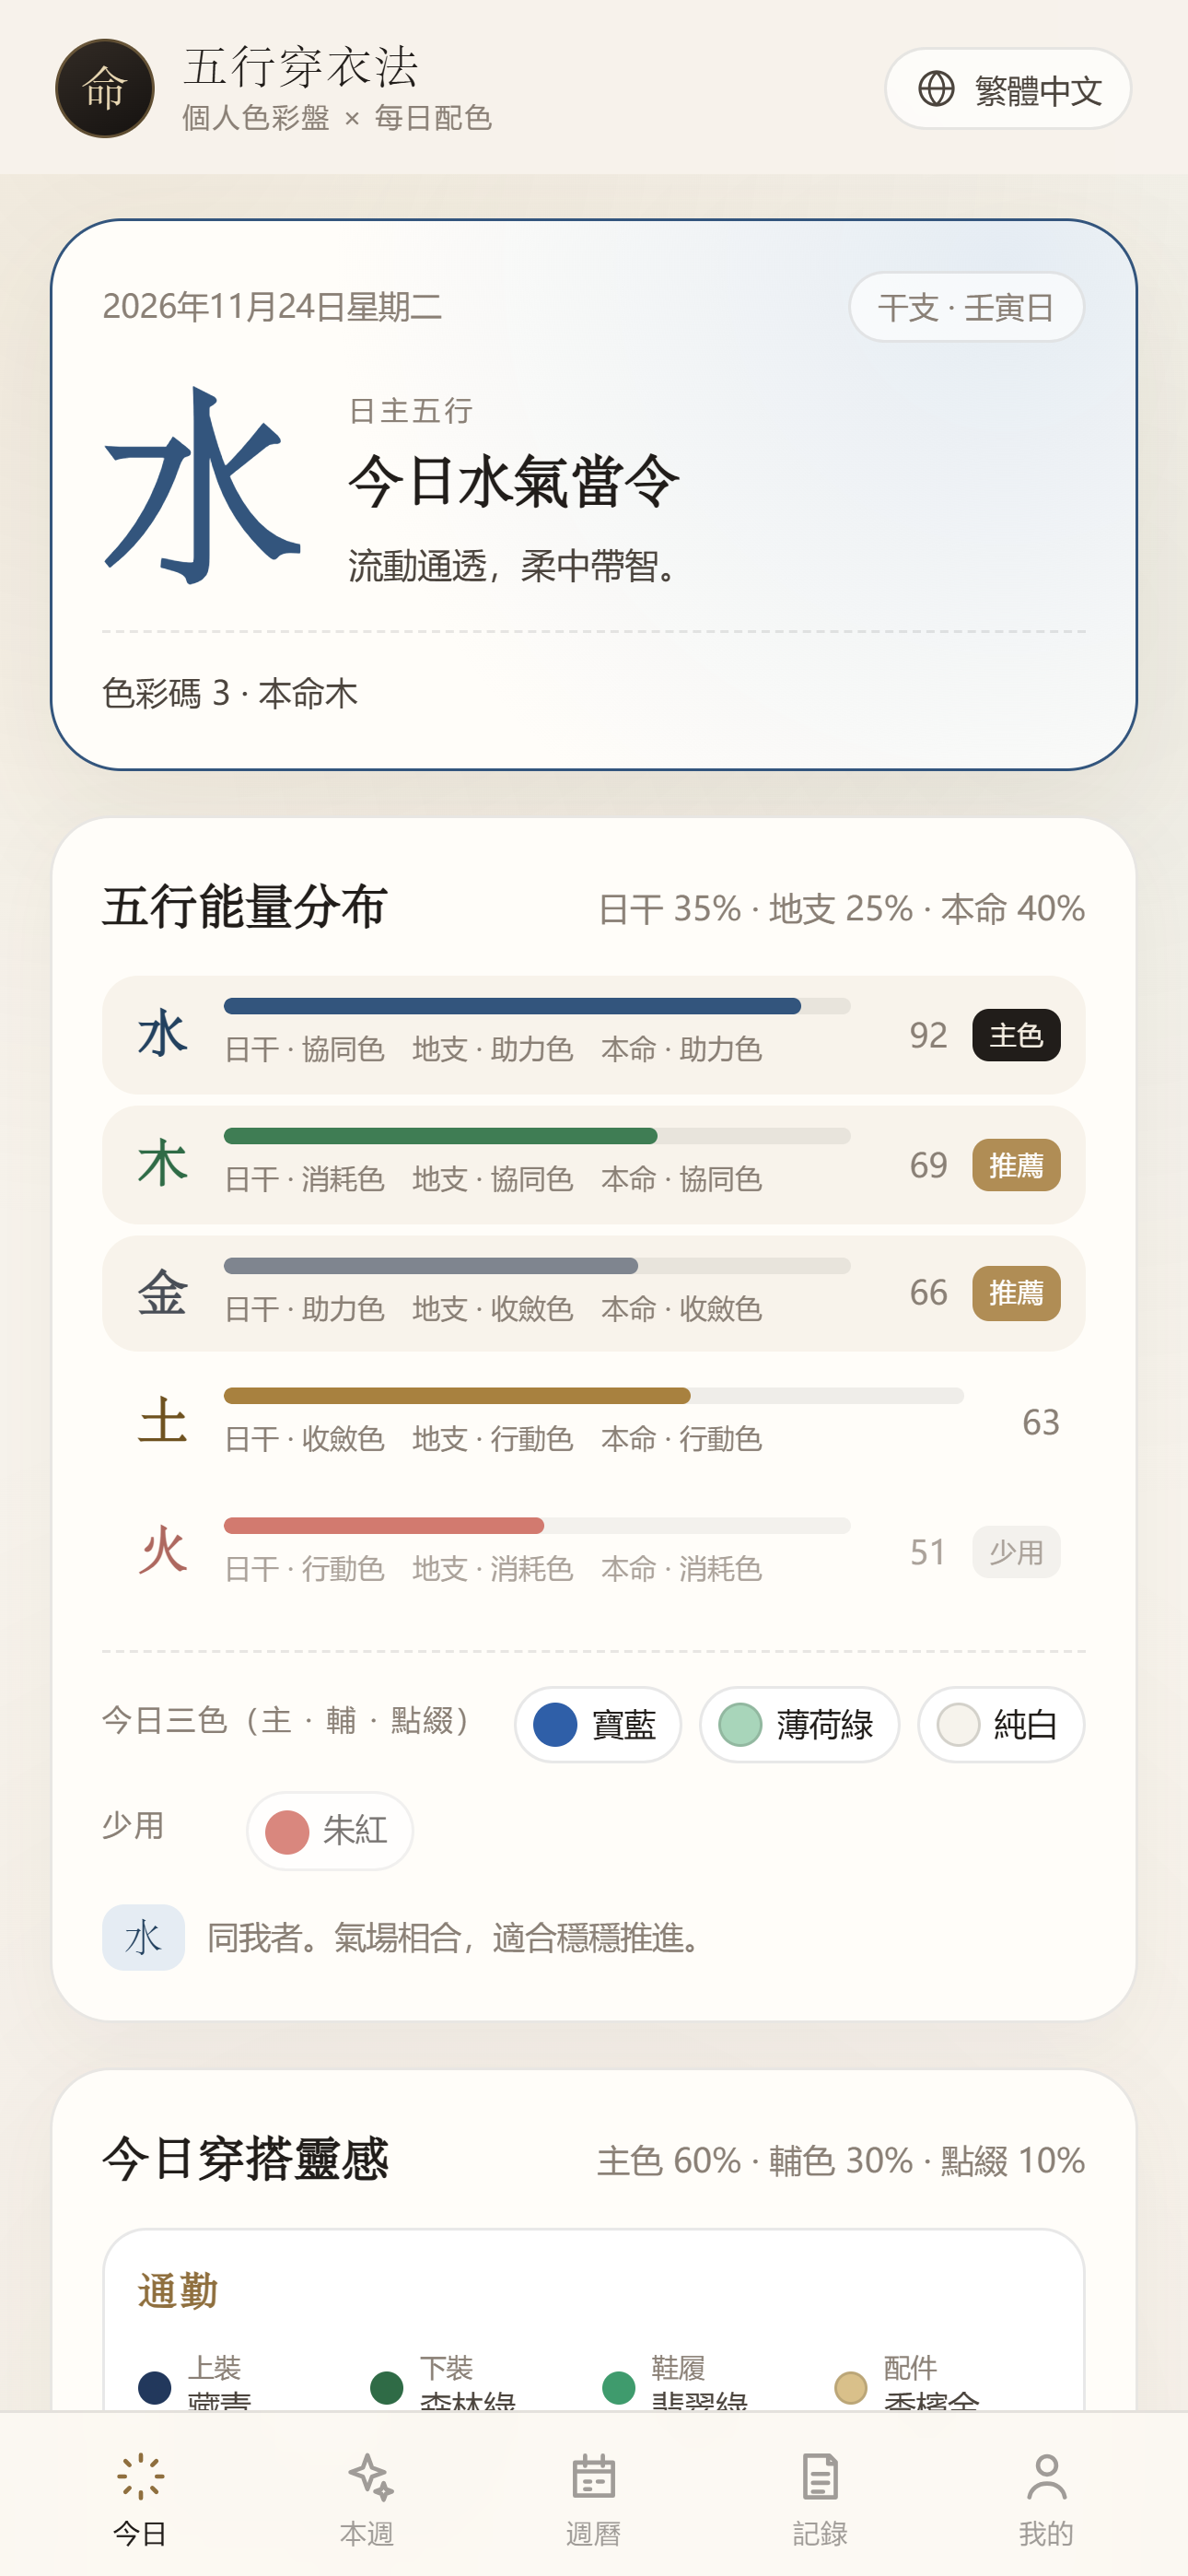 命
五行穿衣法
個人色彩盤 × 每日配色
繁體中文
2026年11月24日星期二
干支 · 壬寅日
水
日主五行
今日水氣當令
流動通透，柔中帶智。
色彩碼 3 · 本命木
五行能量分布
日干 35% · 地支 25% · 本命 40%
水
日干 · 協同色 地支 · 助力色 本命 · 助力色
92 主色
木
日干 · 消耗色 地支 · 協同色 本命 · 協同色
69 推薦
金
日干 · 助力色 地支 · 收斂色 本命 · 收斂色
66 推薦
土
日干 · 收斂色 地支 · 行動色 本命 · 行動色
63
火
日干 · 行動色 地支 · 消耗色 本命 · 消耗色
51 少用
今日三色（主 · 輔 · 點綴）
寶藍 薄荷綠 純白
少用 朱紅
水 同我者。氣場相合，適合穩穩推進。
今日穿搭靈感
主色 60% · 輔色 30% · 點綴 10%
通勤
上裝 下裝 鞋履 配件
藏青 森林綠 翡翠綠 香檳金
今日 本週 週曆 記錄 我的